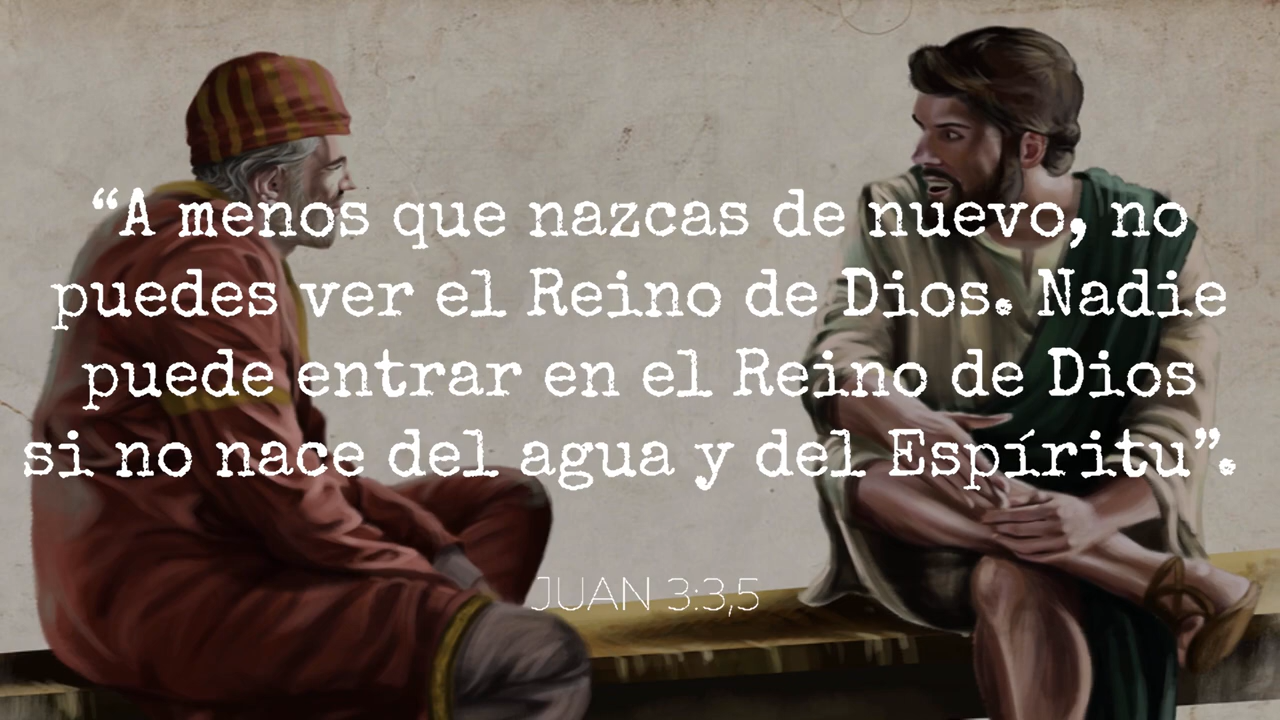 “A menos que nazcas de nuevo, no
puedes ver el Reino de Dios. Nadie
puede entrar en el Reino de Dios
si no nace del agua y del Espíritu”.
JUAN 3:3,5